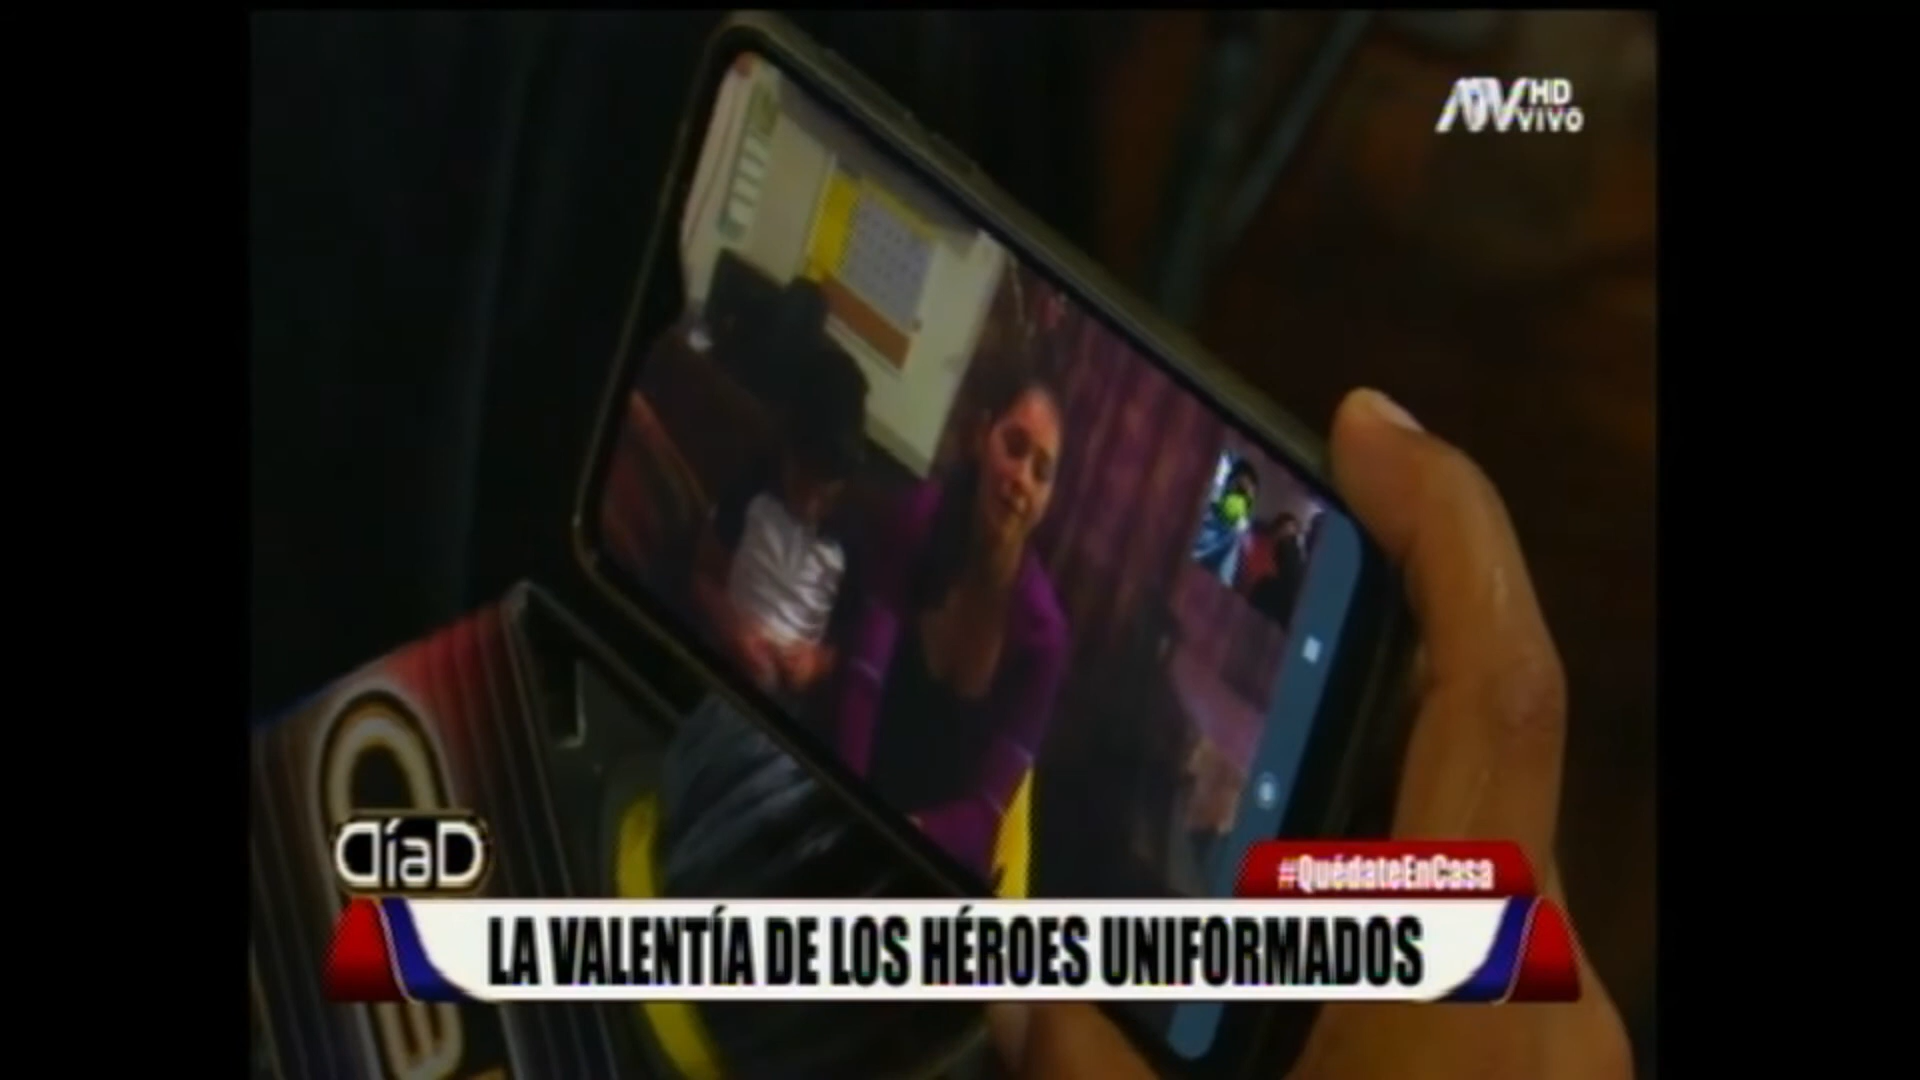 ATV HD
VIVO
DíaD
#QuédateEnCasa
LA VALENTÍA DE LOS HÉROES UNIFORMADOS